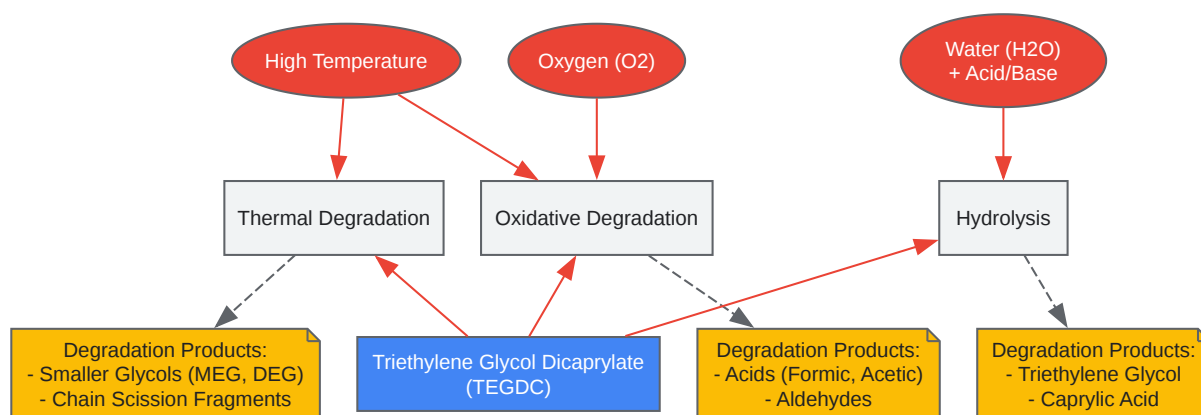 High Temperature
Oxygen (O2)
Water (H2O)
+ Acid/Base
Thermal Degradation
Oxidative Degradation
Hydrolysis
Degradation Products:
- Smaller Glycols (MEG, DEG)
- Chain Scission Fragments
Triethylene Glycol Dicaprylate
(TEGDC)
Degradation Products:
- Acids (Formic, Acetic)
- Aldehydes
Degradation Products:
- Triethylene Glycol
- Caprylic Acid